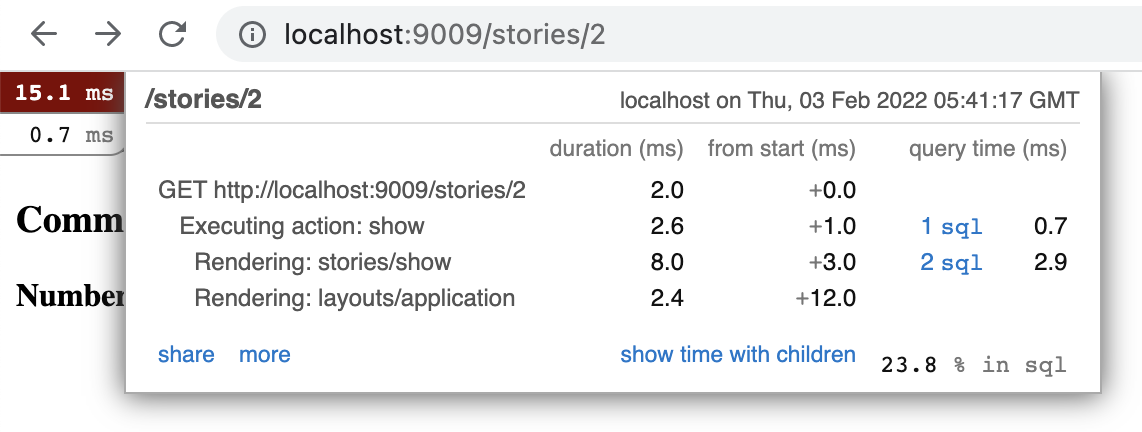 localhost:9009/stories/2
15.1 ms
0.7 ms
/stories/2 localhost on Thu, 03 Feb 2022 05:41:17 GMT
duration (ms) from start (ms) query time (ms)
GET http://localhost:9009/stories/2 2.0 +0.0
Executing action: show 2.6 +1.0 1 sql 0.7
Rendering: stories/show 8.0 +3.0 2 sql 2.9
Rendering: layouts/application 2.4 +12.0
share more show time with children 23.8 % in sql
Comm
Number